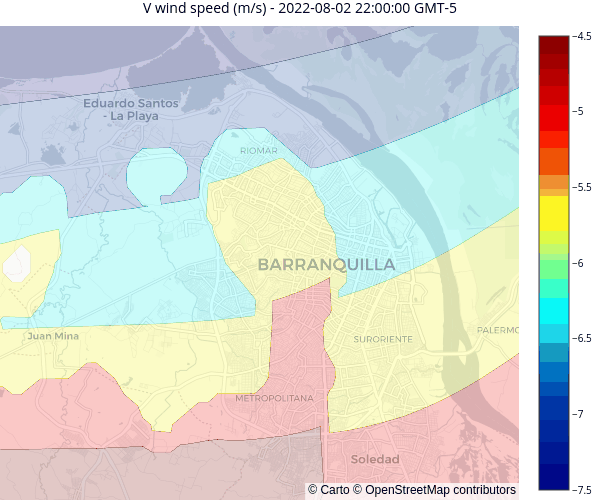 V wind speed (m/s) - 2022-08-02 22:00:00 GMT-5
−4.5
Eduardo Santos
- La Playa
−5
RIOMAR
−5.5
BARRANQUILLA
−6
Juan Mina
SURORIENTE
PALERMO
−6.5
METROPOLITANA
−7
Soledad
© Carto © OpenStreetMap contributors
−7.5